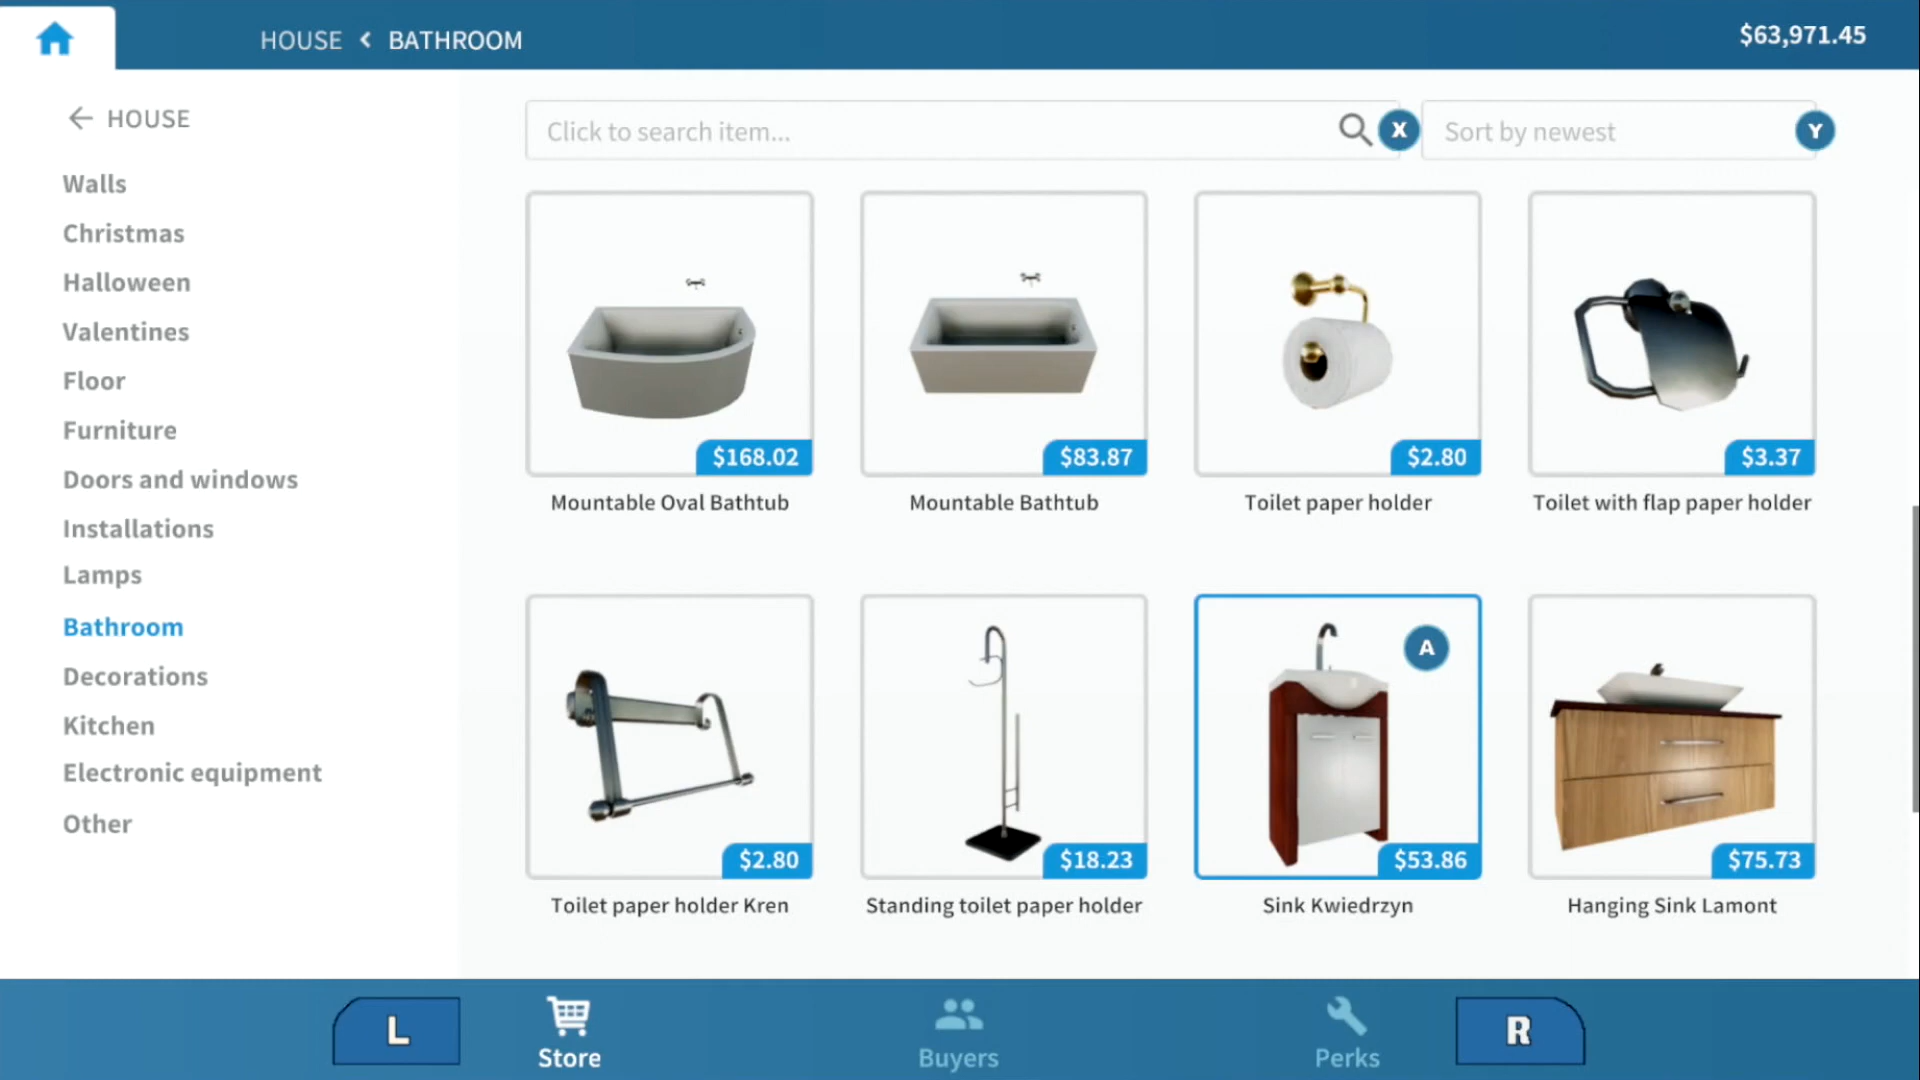 HOUSE < BATHROOM
$63,971.45
← HOUSE
Walls
Christmas
Halloween
Valentines
Floor
Furniture
Doors and windows
Installations
Lamps
Bathroom
Decorations
Kitchen
Electronic equipment
Other
Click to search item...
X
Sort by newest
Y
$168.02
$83.87
$2.80
$3.37
Mountable Oval Bathtub
Mountable Bathtub
Toilet paper holder
Toilet with flap paper holder
A
$2.80
$18.23
$53.86
$75.73
Toilet paper holder Kren
Standing toilet paper holder
Sink Kwiedrzyn
Hanging Sink Lamont
L
Store
Buyers
Perks
R